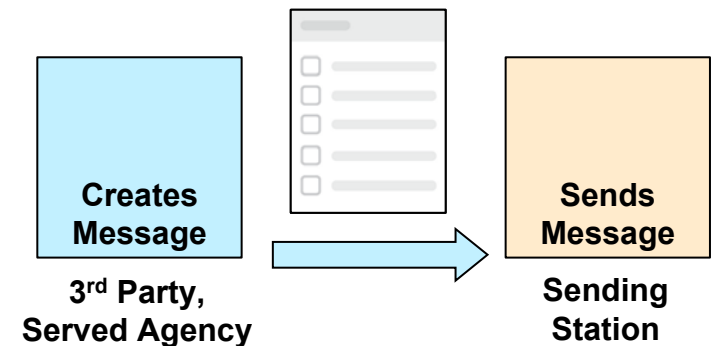 Creates
Message
3rd Party,
Served Agency
Sends
Message
Sending
Station